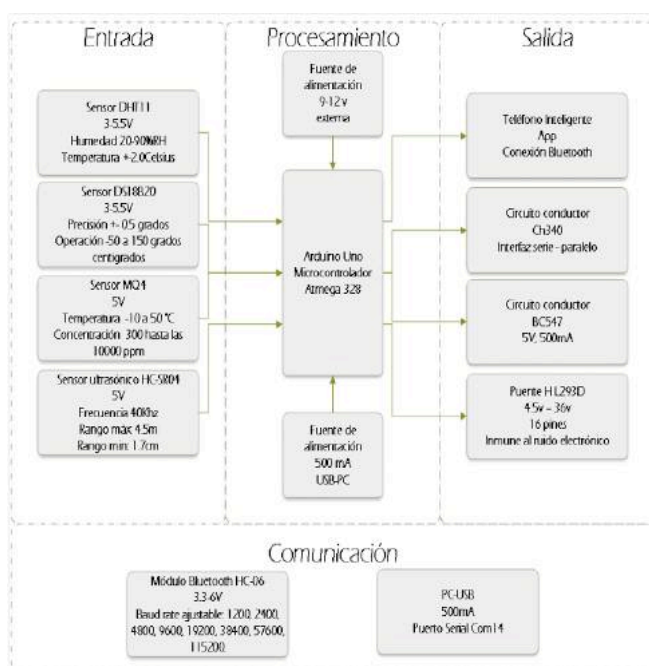 Entrada
Sensor DHT11
3-5.5V
Humedad 20-90%RH
Temperatura +-2.0Celsius
Sensor DS18B20
3-5.5V
Precisión +- 05 grados
Operación -50 a 150 grados
centigrados
Sensor MQ4
5V
Temperatura -10 a 50 °C
Concentración 300 hasta las
10000 ppm
Sensor ultrasónico HC-SR04
5V
Frecuencia 40Khz
Rango máx: 4.5m
Rango min: 1.7cm
Procesamiento
Fuente de
alimentación
9-12 v
externa
Arduino Uno
Microcontrolador
Atmega 328
Fuente de
alimentación
500 mA
USB-PC
Salida
Teléfono Inteligente
App
Conexión Bluetooth
Circuito conductor
Ch340
Interfaz serie - paralelo
Circuito conductor
BC547
5V, 500mA
Puente H L293D
4.5v – 36v
16 pines
Inmune al ruido electrónico
Comunicación
Módulo Bluetooth HC-06
3.3-6V
Baud rate ajustable: 1200, 2400,
4800, 9600, 19200, 38400, 57600,
115200.
PC-USB
500mA
Puerto Serial Com14